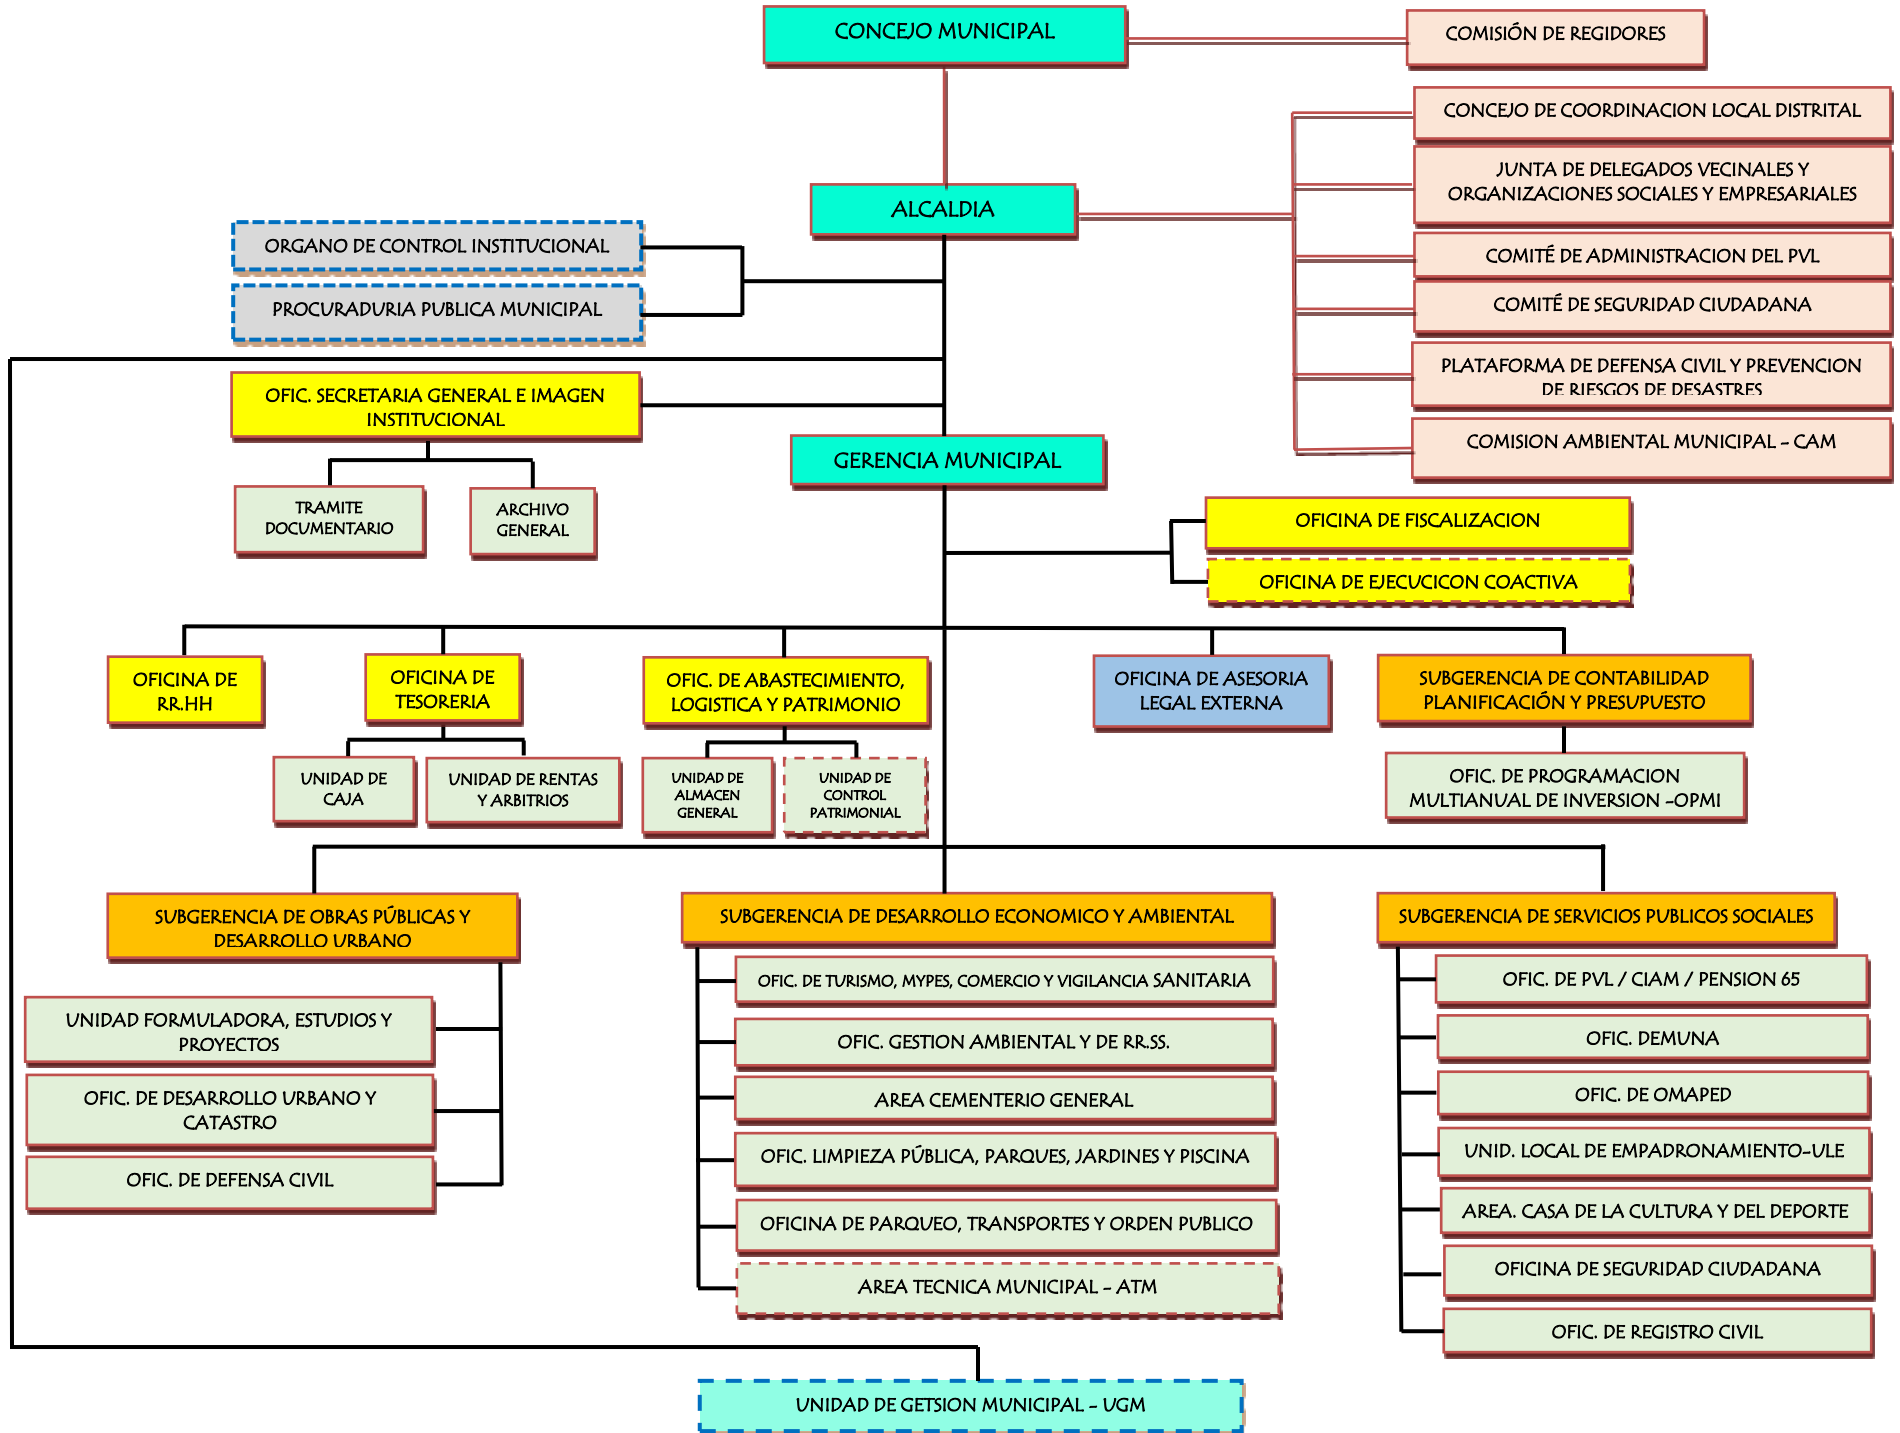 CONCEJO MUNICIPAL
COMISIÓN DE REGIDORES
CONCEJO DE COORDINACION LOCAL DISTRITAL
JUNTA DE DELEGADOS VECINALES Y
ORGANIZACIONES SOCIALES Y EMPRESARIALES
ALCALDIA
ORGANO DE CONTROL INSTITUCIONAL
COMITÉ DE ADMINISTRACION DEL PVL
PROCURADURIA PUBLICA MUNICIPAL
COMITÉ DE SEGURIDAD CIUDADANA
PLATAFORMA DE DEFENSA CIVIL Y PREVENCION
DE RIESGOS DE DESASTRES
OFIC. SECRETARIA GENERAL E IMAGEN
INSTITUCIONAL
COMISION AMBIENTAL MUNICIPAL - CAM
GERENCIA MUNICIPAL
TRAMITE
DOCUMENTARIO
ARCHIVO
GENERAL
OFICINA DE FISCALIZACION
OFICINA DE EJECUCICON COACTIVA
OFICINA DE
RR.HH
OFICINA DE
TESORERIA
OFIC. DE ABASTECIMIENTO,
LOGISTICA Y PATRIMONIO
OFICINA DE ASESORIA
LEGAL EXTERNA
SUBGERENCIA DE CONTABILIDAD
PLANIFICACIÓN Y PRESUPUESTO
UNIDAD DE
CAJA
UNIDAD DE RENTAS
Y ARBITRIOS
UNIDAD DE
ALMACEN
GENERAL
UNIDAD DE
CONTROL
PATRIMONIAL
OFIC. DE PROGRAMACION
MULTIANUAL DE INVERSION -OPMI
SUBGERENCIA DE OBRAS PÚBLICAS Y
DESARROLLO URBANO
UNIDAD FORMULADORA, ESTUDIOS Y
PROYECTOS
OFIC. DE DESARROLLO URBANO Y
CATASTRO
OFIC. DE DEFENSA CIVIL
SUBGERENCIA DE DESARROLLO ECONOMICO Y AMBIENTAL
OFIC. DE TURISMO, MYPES, COMERCIO Y VIGILANCIA SANITARIA
OFIC. GESTION AMBIENTAL Y DE RR.SS.
AREA CEMENTERIO GENERAL
OFIC. LIMPIEZA PÚBLICA, PARQUES, JARDINES Y PISCINA
OFICINA DE PARQUEO, TRANSPORTES Y ORDEN PUBLICO
AREA TECNICA MUNICIPAL - ATM
SUBGERENCIA DE SERVICIOS PUBLICOS SOCIALES
OFIC. DE PVL / CIAM / PENSION 65
OFIC. DEMUNA
OFIC. DE OMAPED
UNID. LOCAL DE EMPADRONAMIENTO-ULE
AREA. CASA DE LA CULTURA Y DEL DEPORTE
OFICINA DE SEGURIDAD CIUDADANA
OFIC. DE REGISTRO CIVIL
UNIDAD DE GETSION MUNICIPAL - UGM